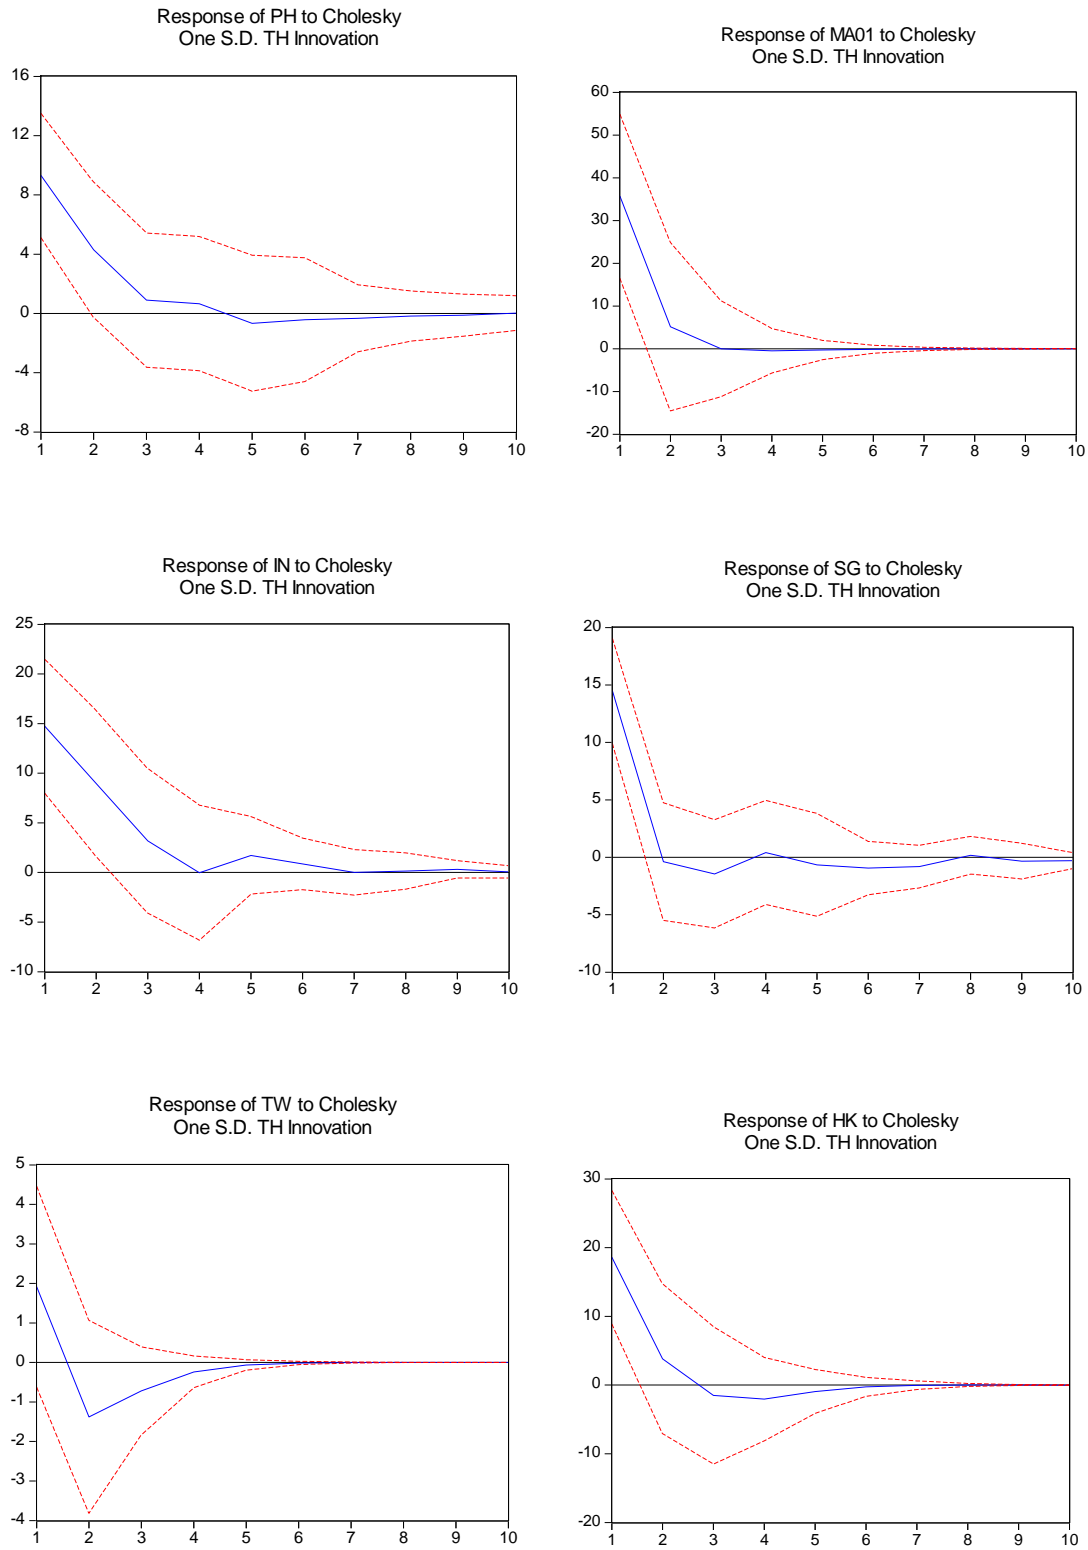 Response of PH to Cholesky
One S.D. TH Innovation
16
12
8
4
0
-4
-8
1 2 3 4 5 6 7 8 9 10
Response of MA01 to Cholesky
One S.D. TH Innovation
60
50
40
30
20
10
0
-10
-20
1 2 3 4 5 6 7 8 9 10
Response of IN to Cholesky
One S.D. TH Innovation
25
20
15
10
5
0
-5
-10
1 2 3 4 5 6 7 8 9 10
Response of SG to Cholesky
One S.D. TH Innovation
20
15
10
5
0
-5
-10
1 2 3 4 5 6 7 8 9 10
Response of TW to Cholesky
One S.D. TH Innovation
5
4
3
2
1
0
-1
-2
-3
-4
1 2 3 4 5 6 7 8 9 10
Response of HK to Cholesky
One S.D. TH Innovation
30
20
10
0
-10
-20
1 2 3 4 5 6 7 8 9 10